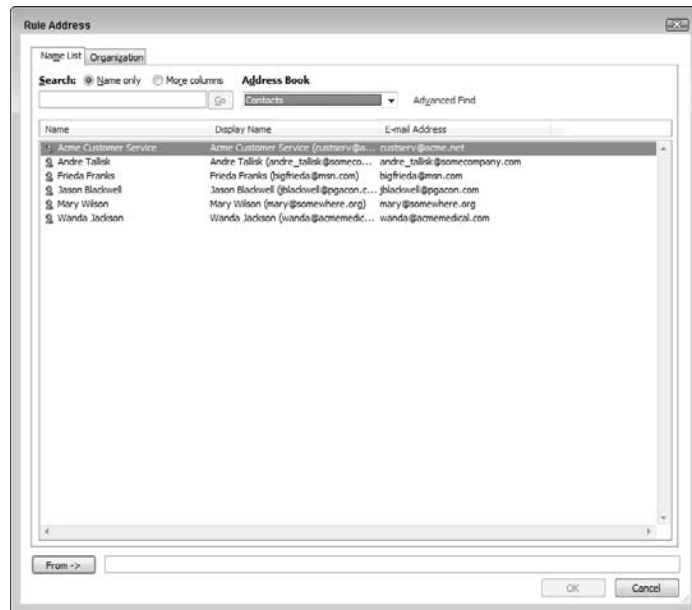 Rule Address
Name List Organization
Search: Name only More columns Address Book
Go Contacts Advanced Find
Name Display Name E-mail Address
Acme Customer Service Acme Customer Service (custserv@a... custserv@acme.net
Andre Tallisk Andre Tallisk (andre_tallisk@someco... andre_tallisk@somecompany.com
Frieda Franks Frieda Franks (bigfrieda@msn.com) bigfrieda@msn.com
Jason Blackwell Jason Blackwell (jblackwell@pgacon.c... jblackwell@pgacon.com
Mary Wilson Mary Wilson (mary@somewhere.org) mary@somewhere.org
Wanda Jackson Wanda Jackson (wanda@acmemedic... wanda@acmemedical.com
From ->
OK Cancel